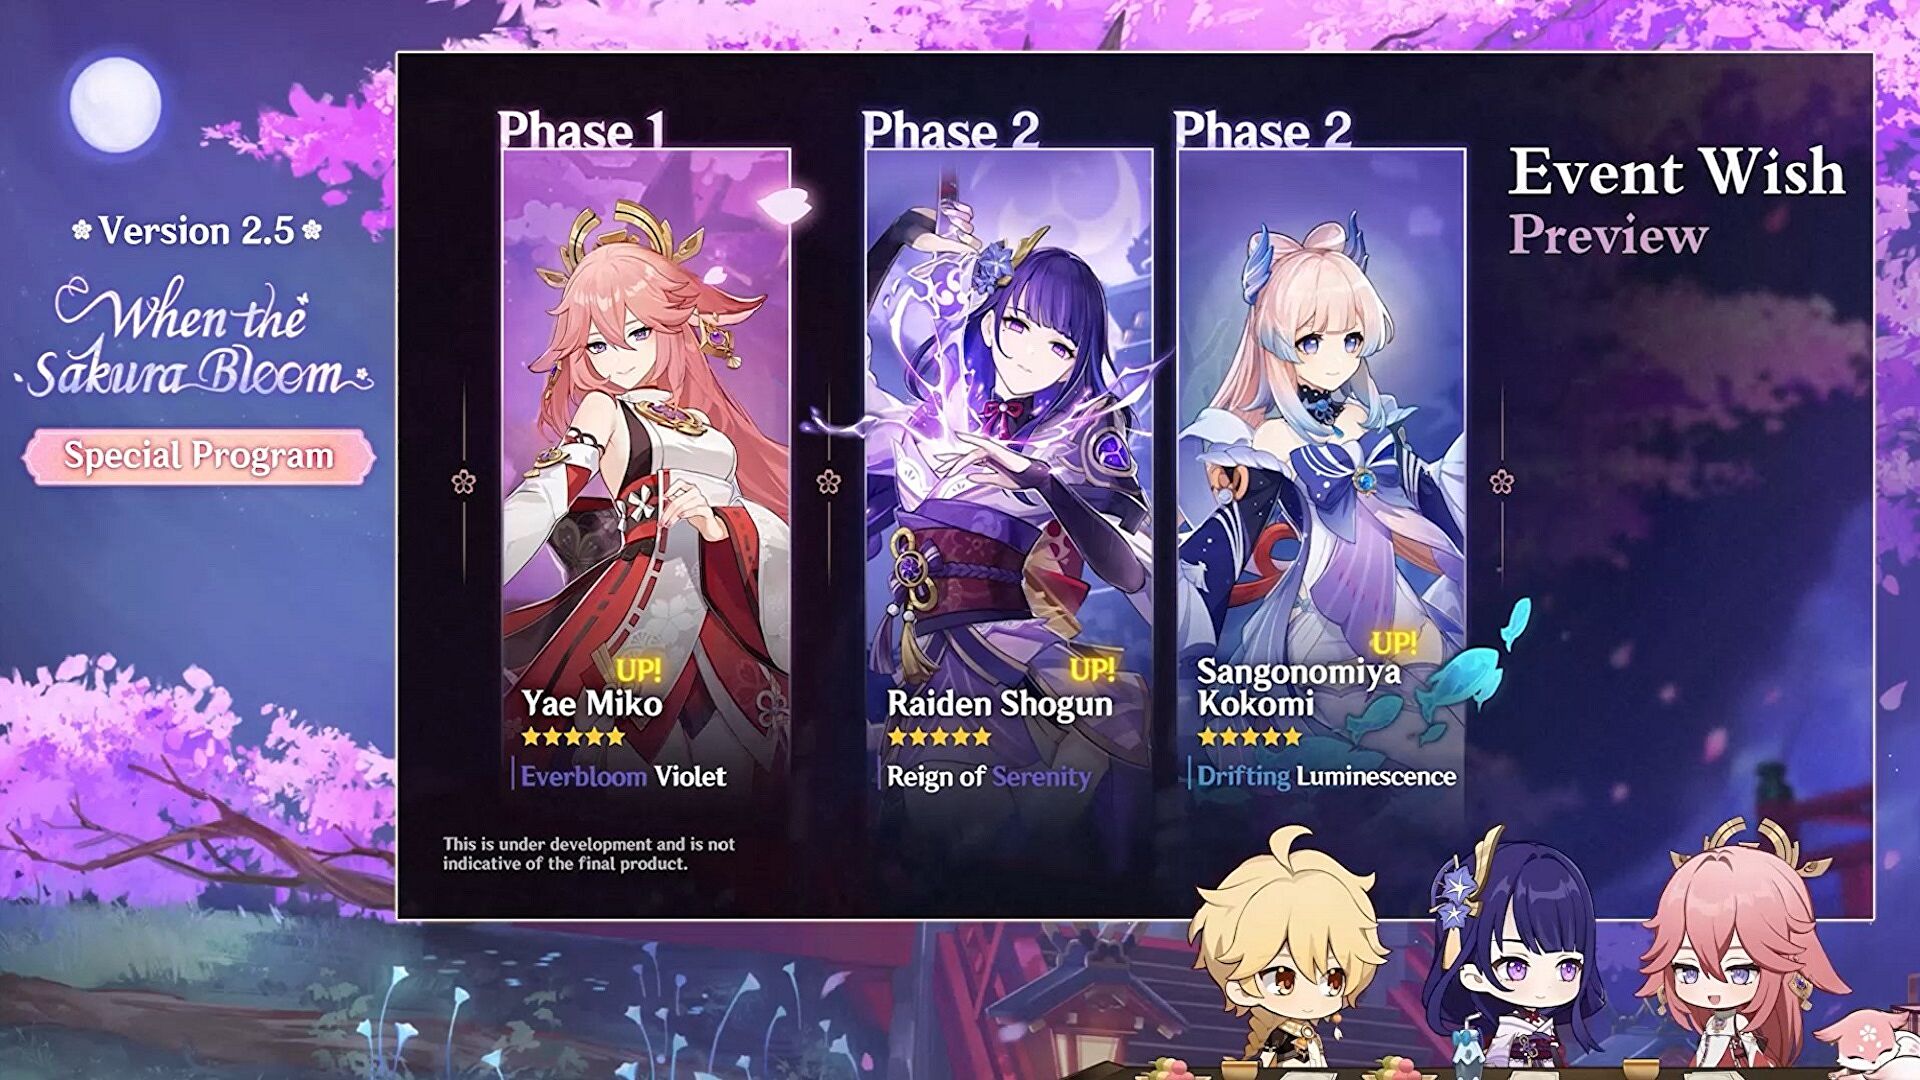 Version 2.5
When the
Sakura Bloom
Special Program
Phase 1
UP!
Yae Miko
Everbloom Violet
Phase 2
UP!
Raiden Shogun
Reign of Serenity
Phase 2
UP!
Sangonomiya
Kokomi
Drifting Luminescence
Event Wish
Preview
This is under development and is not
indicative of the final product.